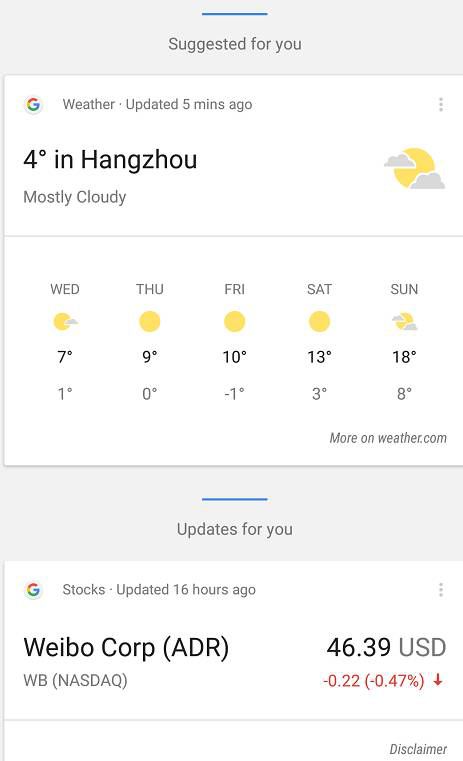 Suggested for you
Weather · Updated 5 mins ago
4° in Hangzhou
Mostly Cloudy
WED THU FRI SAT SUN
7° 9° 10° 13° 18°
1° 0° -1° 3° 8°
More on weather.com
Updates for you
Stocks · Updated 16 hours ago
Weibo Corp (ADR) 46.39 USD
WB (NASDAQ) -0.22 (-0.47%)
Disclaimer